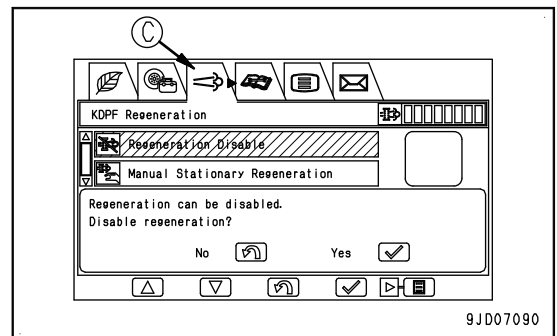 C
KDPF Regeneration
Regeneration Disable
Manual Stationary Regeneration
Regeneration can be disabled.
Disable regeneration?
No Yes
9JD07090